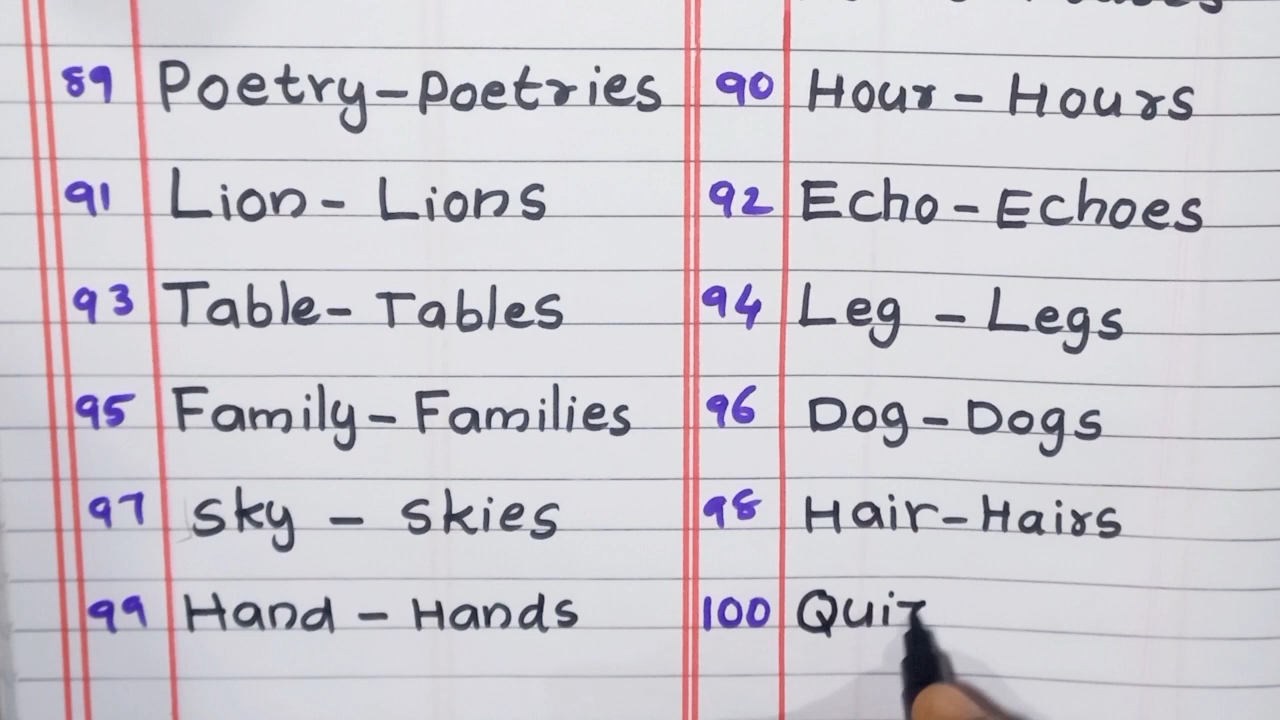 89 Poetry - Poetries 90 Hour - Hours
91 Lion - Lions 92 Echo - Echoes
93 Table - Tables 94 Leg - Legs
95 Family - Families 96 Dog - Dogs
97 Sky - Skies 98 Hair - Hairs
99 Hand - Hands 100 Quiz